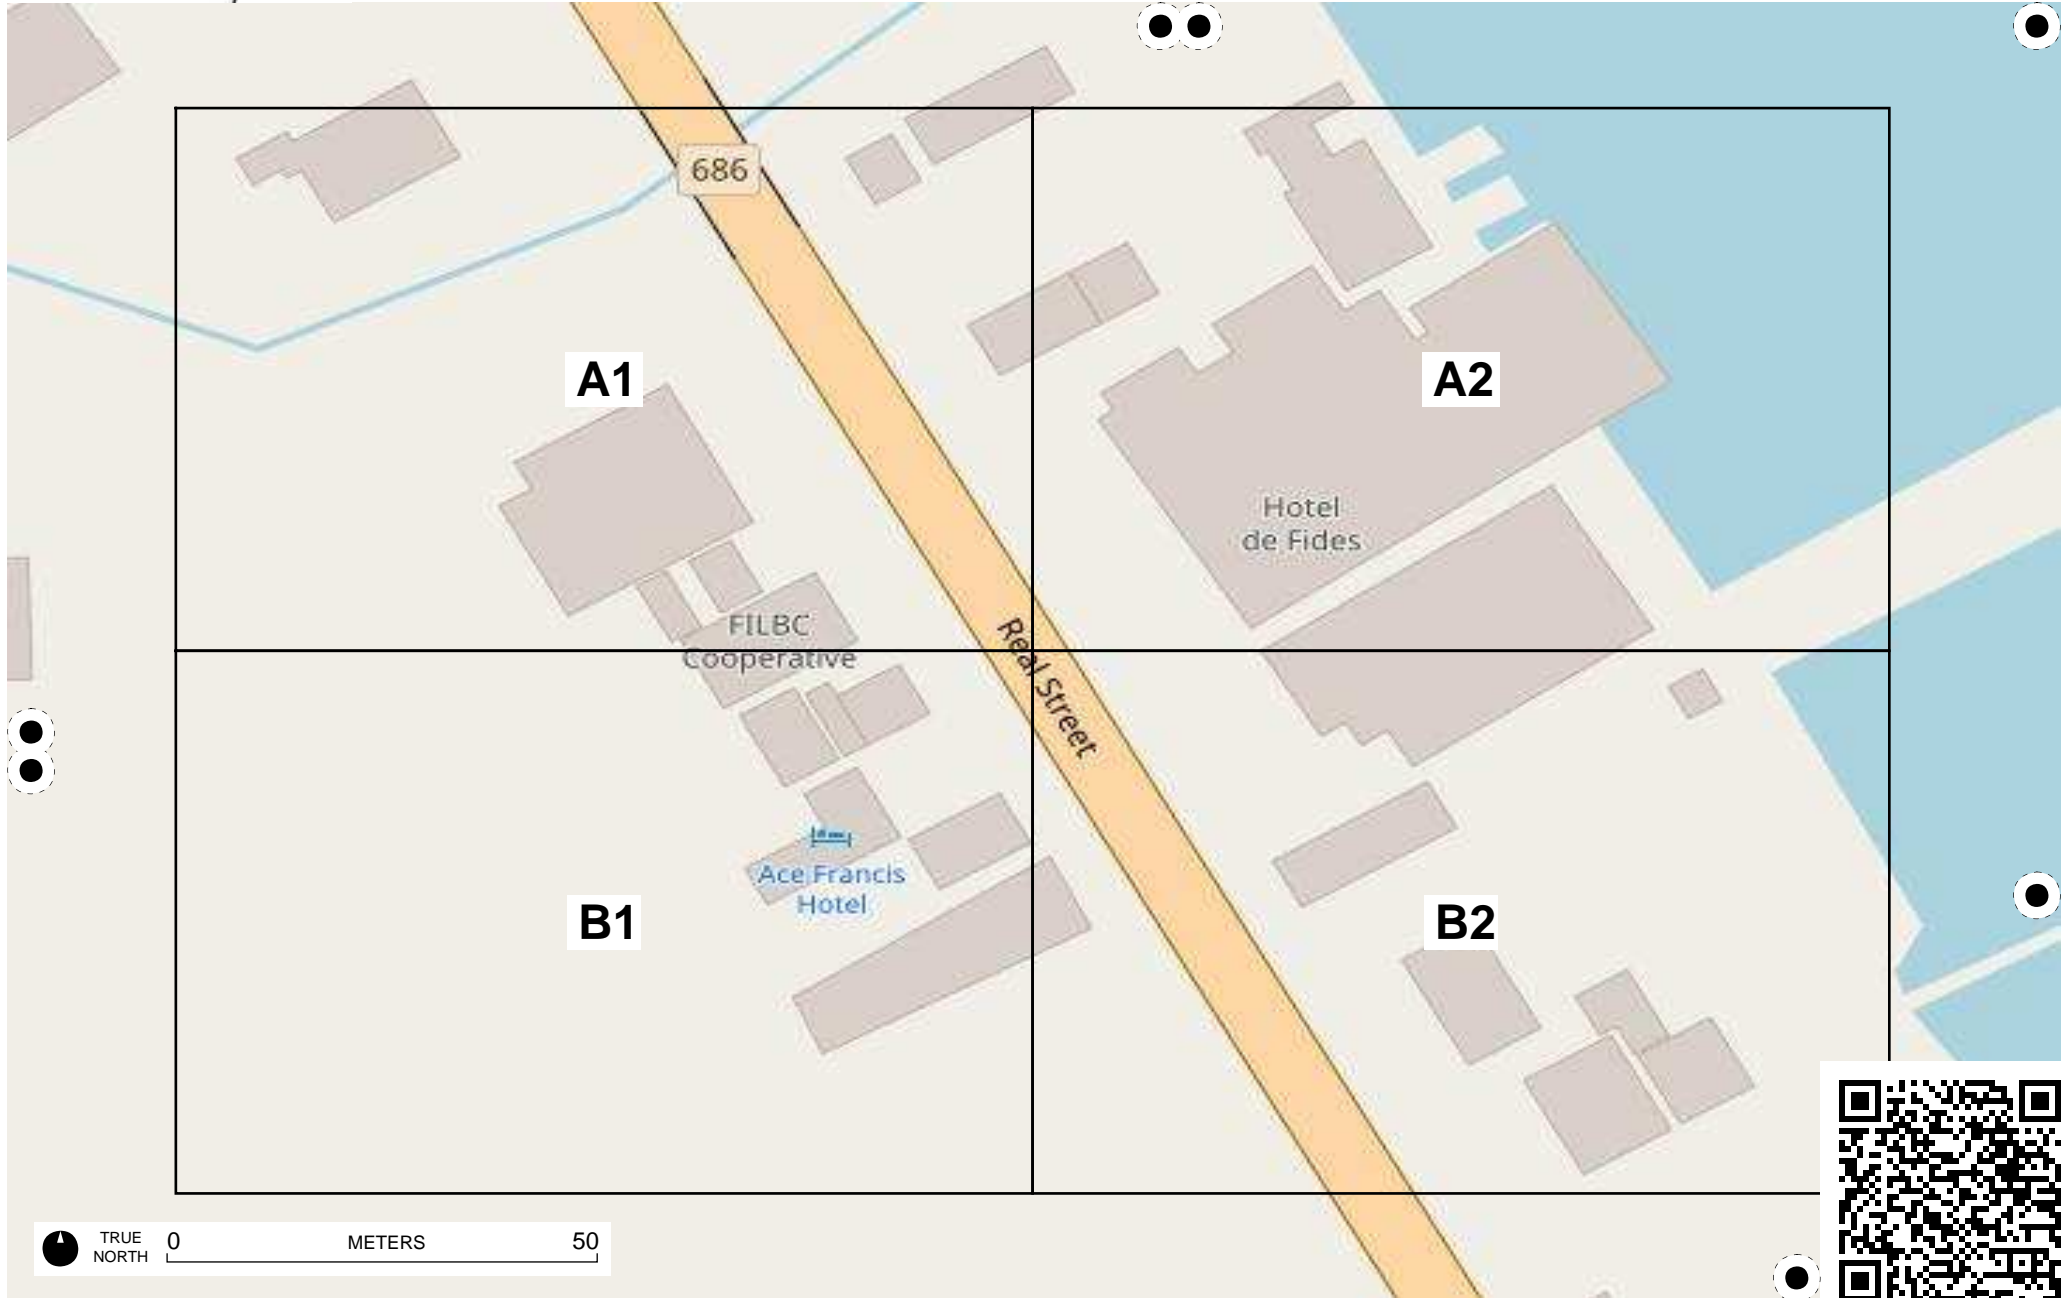 686
A1
A2
Hotel
de Fides
FILBC
Cooperative
Real Street
Ace Francis
Hotel
B1
B2
TRUE
NORTH
0
METERS
50